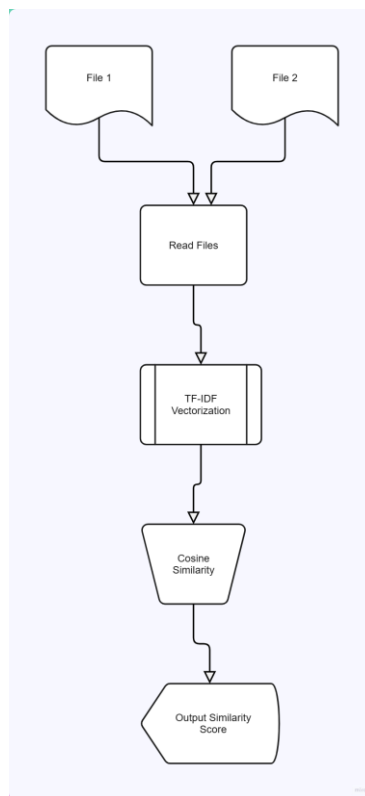 File 1
File 2
Read Files
TF-IDF
Vectorization
Cosine
Similarity
Output Similarity
Score